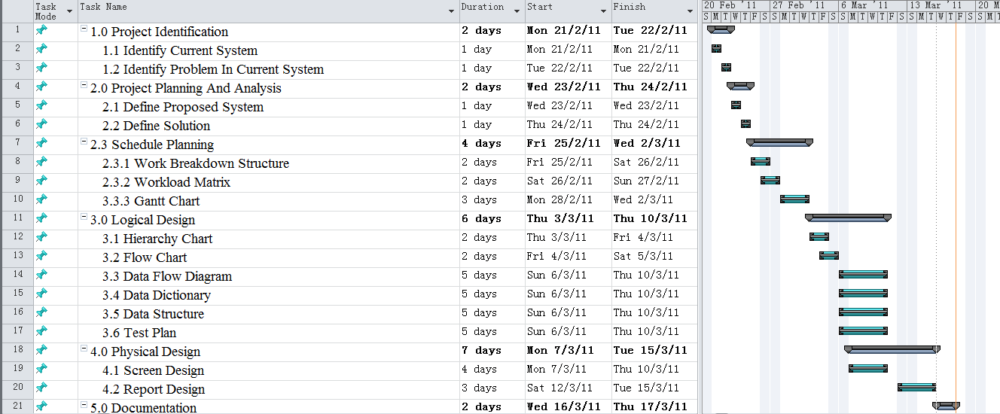 Task Mode Task Name Duration Start Finish 20 Feb '11 27 Feb '11 6 Mar '11 13 Mar '11 20 M
S M T W T F S S M T W T F S S M T W T F S S M T W T F S S M
1 1.0 Project Identification 2 days Mon 21/2/11 Tue 22/2/11
2 1.1 Identify Current System 1 day Mon 21/2/11 Mon 21/2/11
3 1.2 Identify Problem In Current System 1 day Tue 22/2/11 Tue 22/2/11
4 2.0 Project Planning And Analysis 2 days Wed 23/2/11 Thu 24/2/11
5 2.1 Define Proposed System 1 day Wed 23/2/11 Wed 23/2/11
6 2.2 Define Solution 1 day Thu 24/2/11 Thu 24/2/11
7 2.3 Schedule Planning 4 days Fri 25/2/11 Wed 2/3/11
8 2.3.1 Work Breakdown Structure 2 days Fri 25/2/11 Sat 26/2/11
9 2.3.2 Workload Matrix 2 days Sat 26/2/11 Sun 27/2/11
10 3.3.3 Gantt Chart 3 days Mon 28/2/11 Wed 2/3/11
11 3.0 Logical Design 6 days Thu 3/3/11 Thu 10/3/11
12 3.1 Hierarchy Chart 2 days Thu 3/3/11 Fri 4/3/11
13 3.2 Flow Chart 2 days Fri 4/3/11 Sat 5/3/11
14 3.3 Data Flow Diagram 5 days Sun 6/3/11 Thu 10/3/11
15 3.4 Data Dictionary 5 days Sun 6/3/11 Thu 10/3/11
16 3.5 Data Structure 5 days Sun 6/3/11 Thu 10/3/11
17 3.6 Test Plan 5 days Sun 6/3/11 Thu 10/3/11
18 4.0 Physical Design 7 days Mon 7/3/11 Tue 15/3/11
19 4.1 Screen Design 4 days Mon 7/3/11 Thu 10/3/11
20 4.2 Report Design 3 days Sat 12/3/11 Tue 15/3/11
21 5.0 Documentation 2 days Wed 16/3/11 Thu 17/3/11